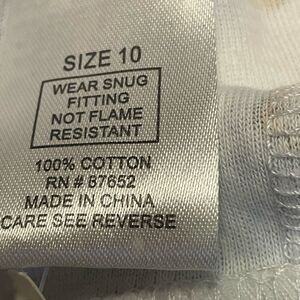 SIZE 10
WEAR SNUG
FITTING
NOT FLAME
RESISTANT
100% COTTON
RN # 87652
MADE IN CHINA
CARE SEE REVERSE